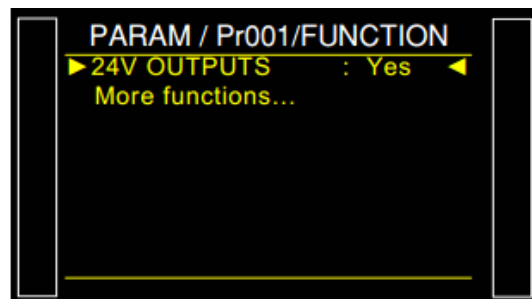 PARAM / Pr001/FUNCTION
►24V OUTPUTS : Yes ◄
More functions...